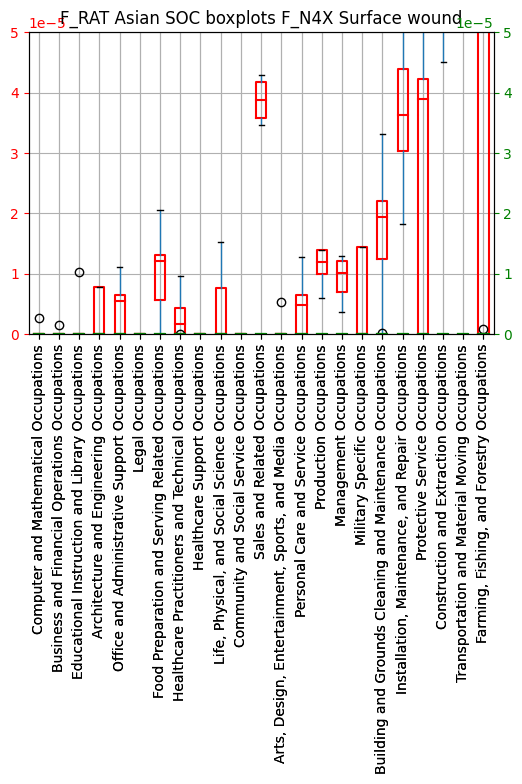 F_RAT Asian SOC boxplots F_N4X Surface wound
1e−5
1e−5
5
4
3
2
1
0
5
4
3
2
1
0
Computer and Mathematical Occupations
Business and Financial Operations Occupations
Educational Instruction and Library Occupations
Architecture and Engineering Occupations
Office and Administrative Support Occupations
Legal Occupations
Food Preparation and Serving Related Occupations
Healthcare Practitioners and Technical Occupations
Healthcare Support Occupations
Life, Physical, and Social Science Occupations
Community and Social Service Occupations
Sales and Related Occupations
Arts, Design, Entertainment, Sports, and Media Occupations
Personal Care and Service Occupations
Production Occupations
Management Occupations
Military Specific Occupations
Building and Grounds Cleaning and Maintenance Occupations
Installation, Maintenance, and Repair Occupations
Protective Service Occupations
Construction and Extraction Occupations
Transportation and Material Moving Occupations
Farming, Fishing, and Forestry Occupations